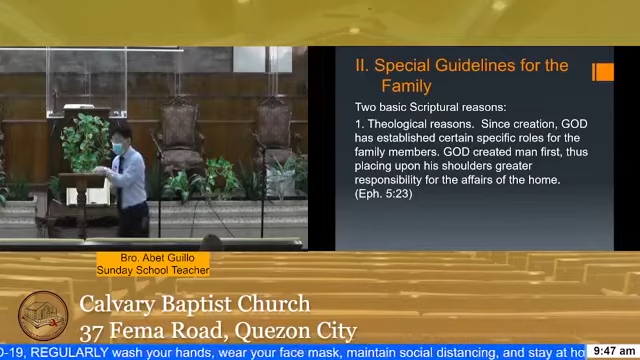 II. Special Guidelines for the
Family
Two basic Scriptural reasons:
1. Theological reasons. Since creation, GOD
has established certain specific roles for the
family members. GOD created man first, thus
placing upon his shoulders greater
responsibility for the affairs of the home.
(Eph. 5:23)
Bro. Abet Guillo
Sunday School Teacher
Calvary Baptist Church
37 Fema Road, Quezon City
D-19, REGULARLY wash your hands, wear your face mask, maintain social distancing, and stay at ho
9:47 am